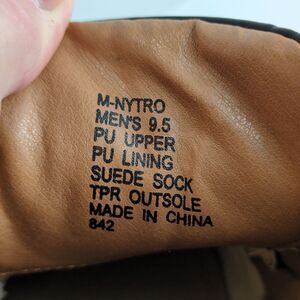 M-NYTRO
MEN'S 9.5
PU UPPER
PU LINING
SUEDE SOCK
TPR OUTSOLE
MADE IN CHINA
842